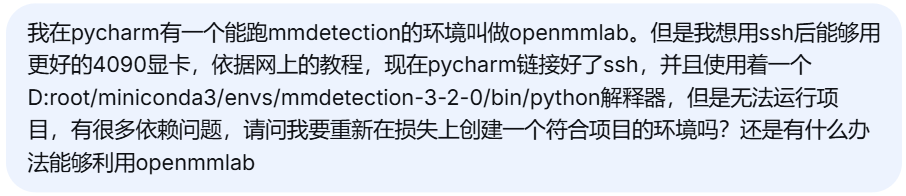 我在pycharm有一个能跑mmdetection的环境叫做openmmlab。但是我想用ssh后能够用
更好的4090显卡，依据网上的教程，现在pycharm链接好了ssh，并且使用着一个
D:root/miniconda3/envs/mmdetection-3-2-0/bin/python解释器，但是无法运行项
目，有很多依赖问题，请问我要重新在损失上创建一个符合项目的环境吗？还是有什么办
法能够利用openmmlab